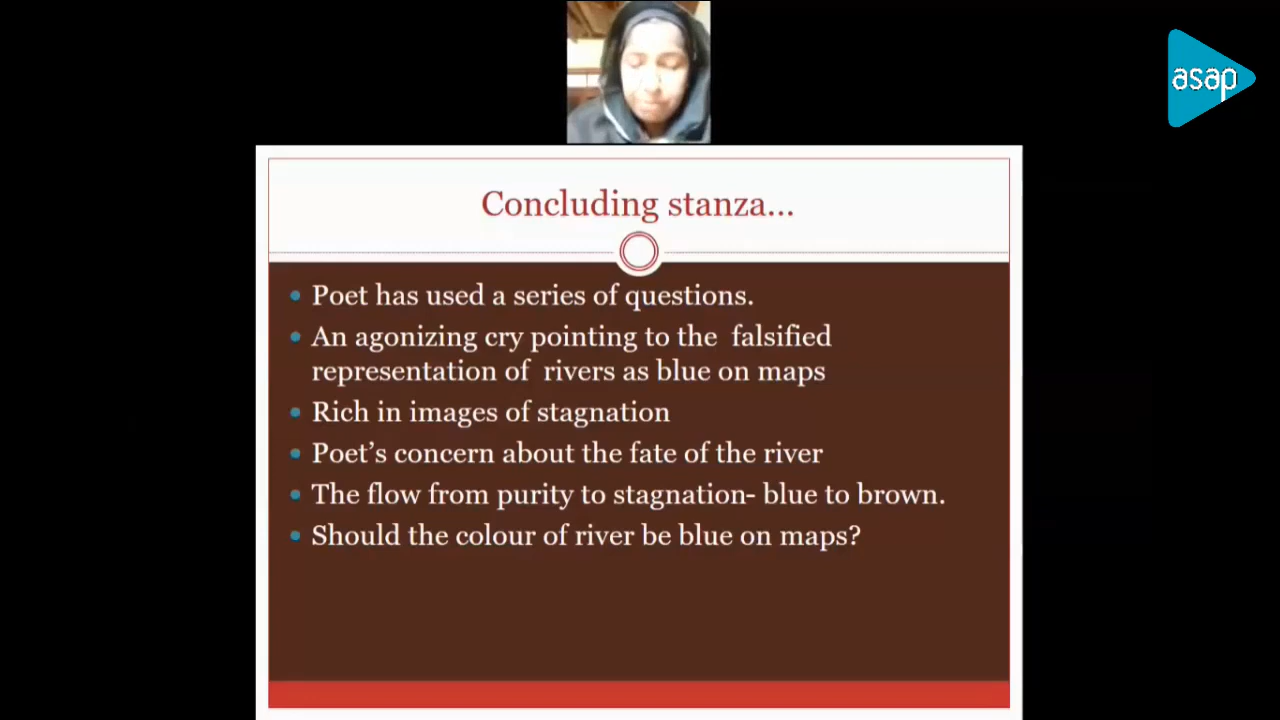 asap
Concluding stanza...
Poet has used a series of questions.
An agonizing cry pointing to the falsified
representation of rivers as blue on maps
Rich in images of stagnation
Poet's concern about the fate of the river
The flow from purity to stagnation- blue to brown.
Should the colour of river be blue on maps?